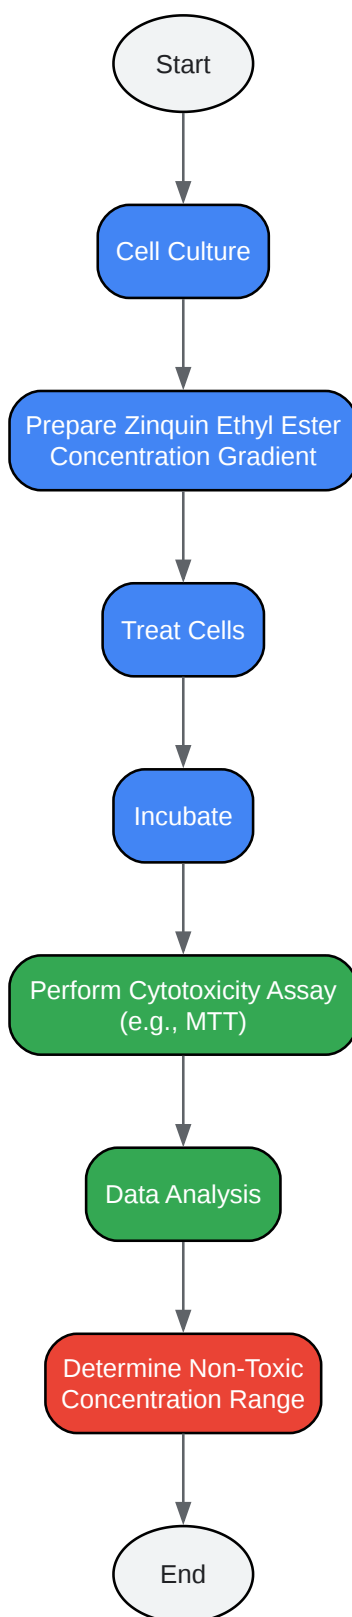 Start
Cell Culture
Prepare Zinquin Ethyl Ester
Concentration Gradient
Treat Cells
Incubate
Perform Cytotoxicity Assay
(e.g., MTT)
Data Analysis
Determine Non-Toxic
Concentration Range
End